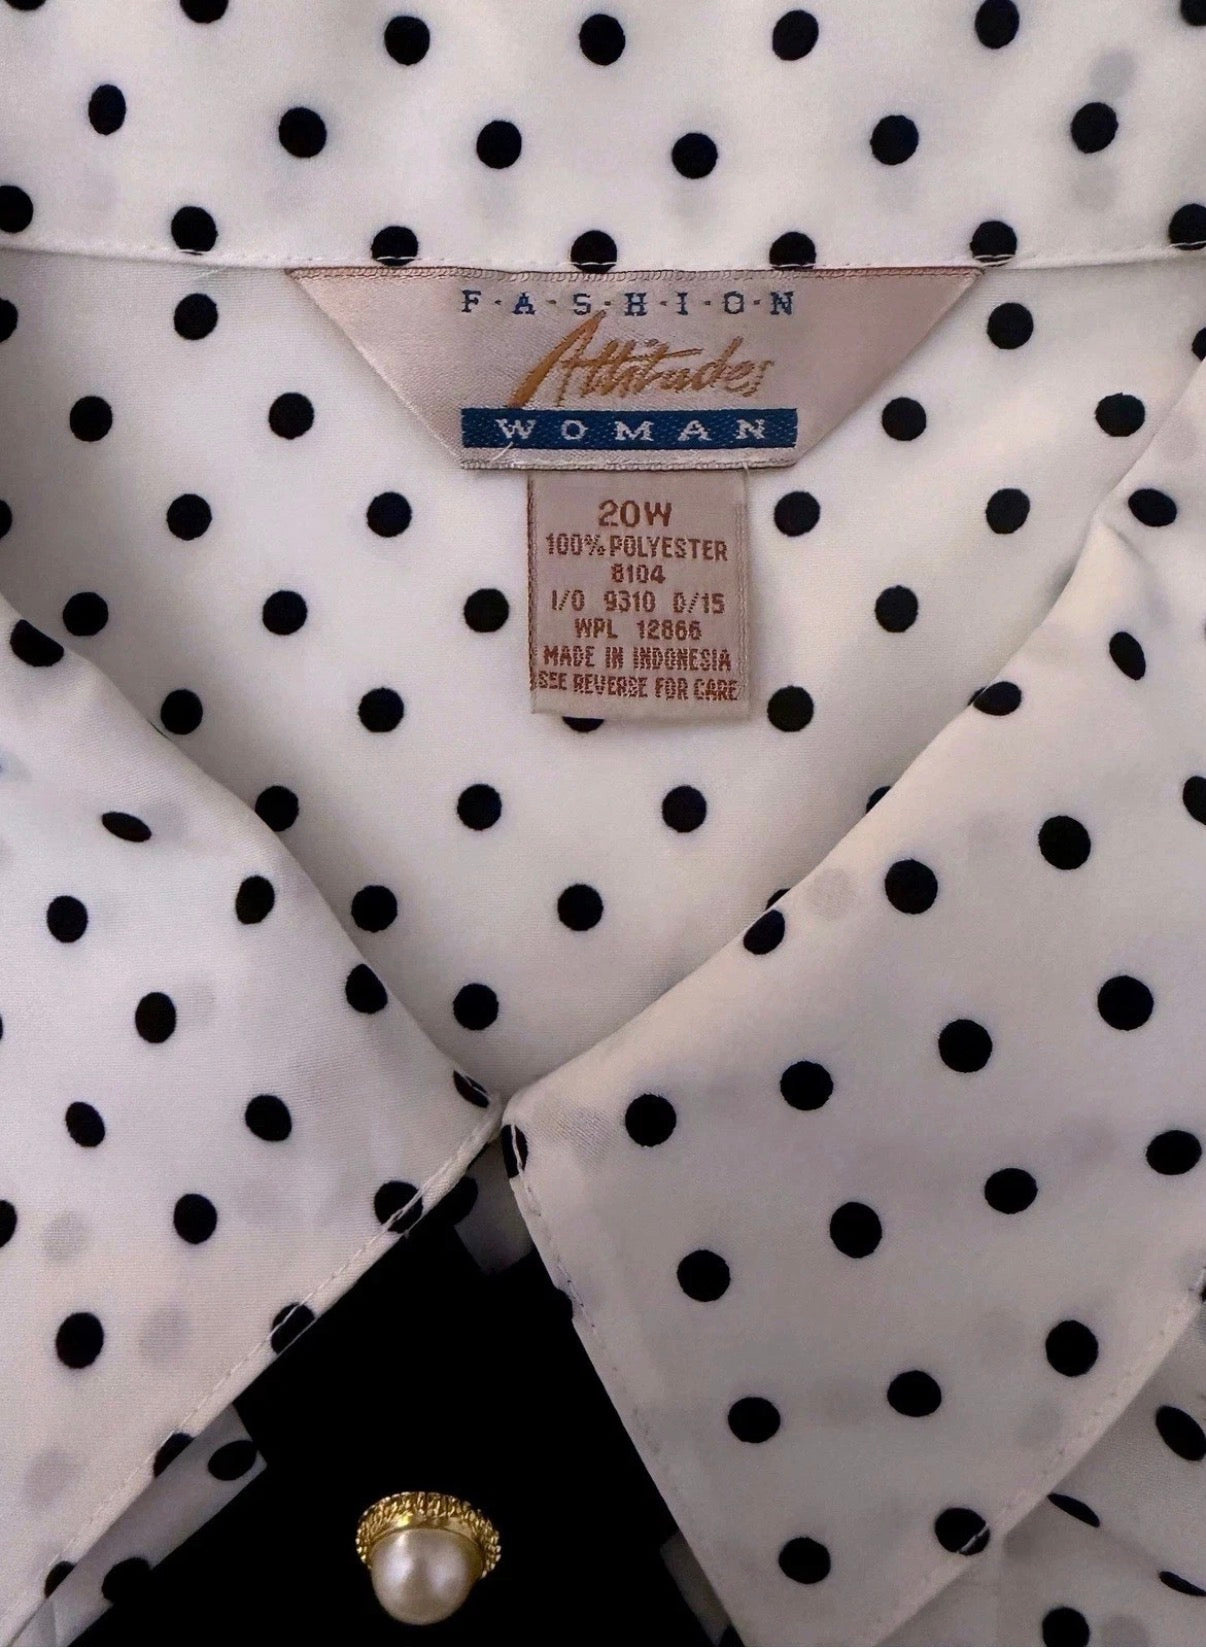 F·A·S·H·I·O·N
Attitudes
WOMAN
20W
100% POLYESTER
8104
I/O 9310 D/15
WPL 12866
MADE IN INDONESIA
SEE REVERSE FOR CARE